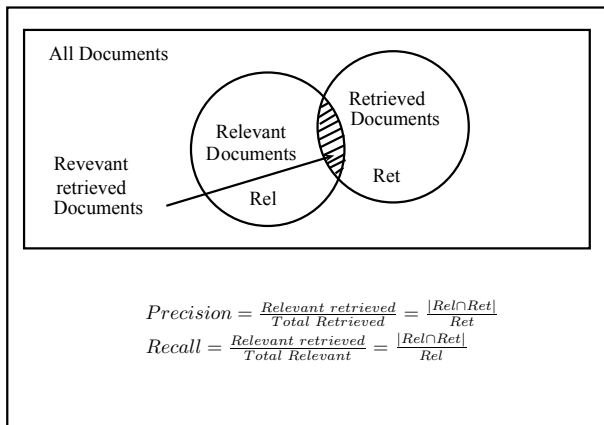 All Documents
Retrieved
Documents
Relevant
Documents
Revevant
retrieved
Documents
Ret
Rel
Precision = Relevant retrieved / Total Retrieved = |Rel∩Ret| / Ret
Recall = Relevant retrieved / Total Relevant = |Rel∩Ret| / Rel